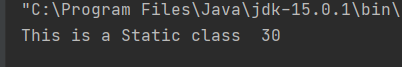 "C:\Program Files\Java\jdk-15.0.1\bin\
This is a Static class  30